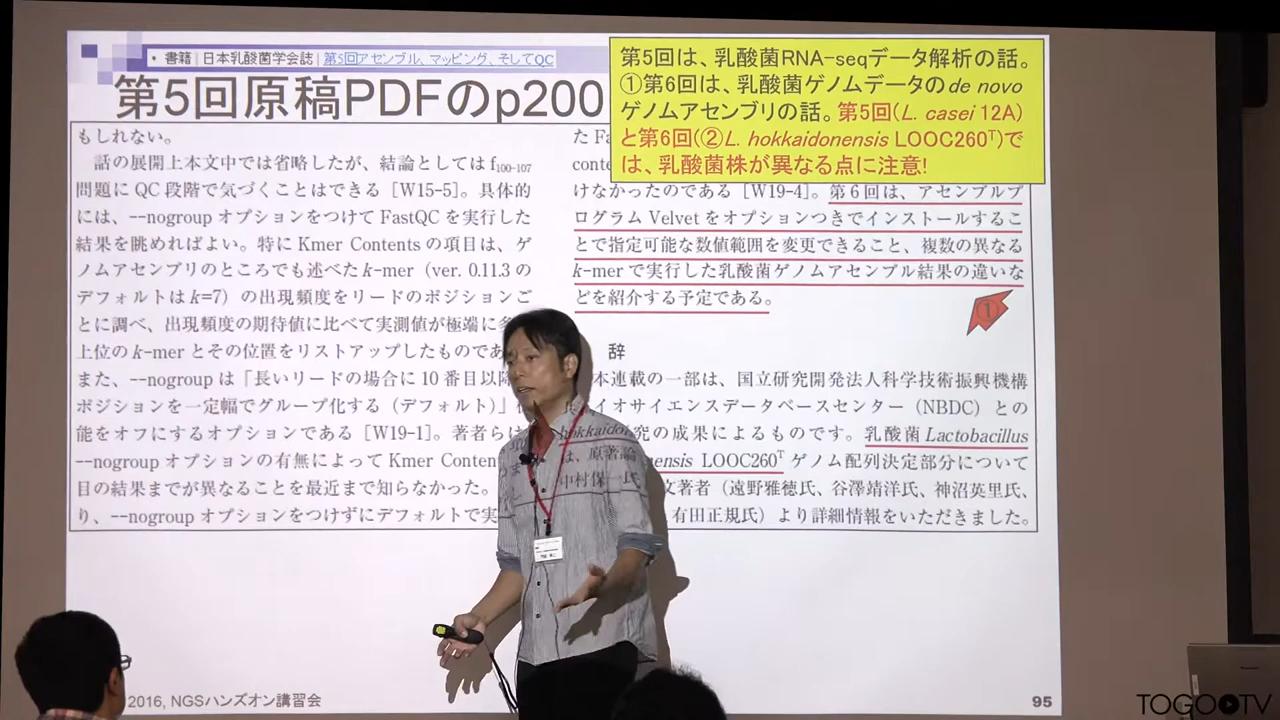 ・書籍 | 日本乳酸菌学会誌 | 第5回アセンブル、マッピング、そしてQC
第5回原稿PDFのp200
第5回は、乳酸菌RNA-seqデータ解析の話。
①第6回は、乳酸菌ゲノムデータのde novo
ゲノムアセンブリの話。第5回(L. casei 12A)
と第6回(②L. hokkaidonensis LOOC260T)で
は、乳酸菌株が異なる点に注意!
もしれない。
話の展開上本文中では省略したが、結論としてはf100-107
問題にQC段階で気づくことはできる［W15-5］。具体的
には、--nogroupオプションをつけてFastQCを実行した
結果を眺めればよい。特にKmer Contentsの項目は、ゲ
ノムアセンブリのところでも述べたk-mer（ver. 0.11.3の
デフォルトはk=7）の出現頻度をリードのポジションご
とに調べ、出現頻度の期待値に比べて実測値が極端に
上位のk-merとその位置をリストアップしたものであ
また、--nogroupは「長いリードの場合に10番目以
ポジションを一定幅でグループ化する（デフォルト）」
能をオフにするオプションである［W19-1］。著者らは
--nogroupオプションの有無によってKmer Conten
目の結果までが異なることを最近まで知らなかった。
り、--nogroupオプションをつけずにデフォルトで実
た Fa
conte
けなかったのである［W19-4］。第6回は、アセンブルプ
ログラムVelvetをオプションつきでインストールするこ
とで指定可能な数値範囲を変更できること、複数の異なる
k-merで実行した乳酸菌ゲノムアセンブル結果の違いな
どを紹介する予定である。
①
辞
本連載の一部は、国立研究開発法人科学技術振興機構
イオサイエンスデータベースセンター（NBDC）との
究の成果によるものです。乳酸菌Lactobacillus
hokkaido
ensis LOOC260Tゲノム配列決定部分について
は、原著論
文著者（遠野雅徳氏、谷澤靖洋氏、神沼英里氏、
中村保一氏
有田正規氏）より詳細情報をいただきました。
2016, NGSハンズオン講習会
95
TOGOTV